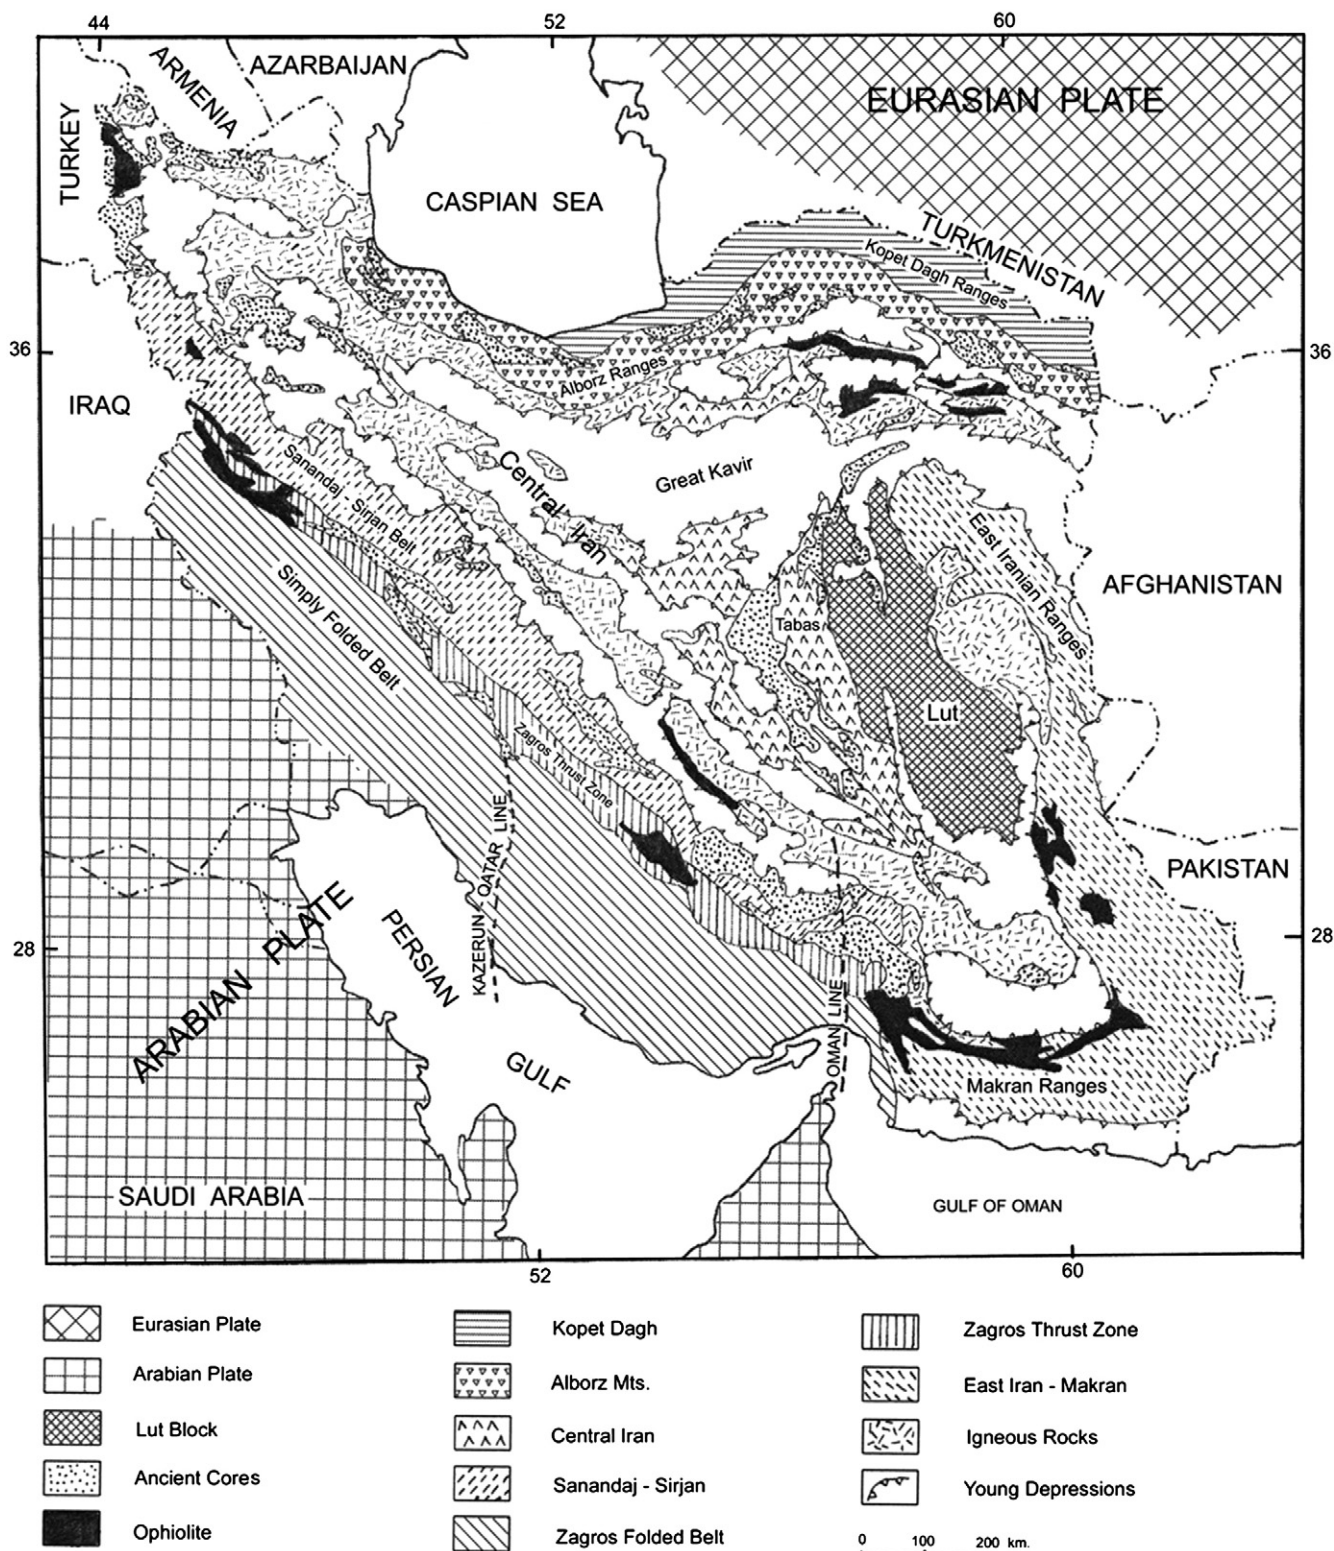 44 52 60
AZARBAIJAN
ARMENIA
EURASIAN PLATE
TURKEY
CASPIAN SEA
TURKMENISTAN
Kopet Dagh Ranges
36 36
Alborz Ranges
IRAQ
Central Iran
Great Kavir
Sanandaj - Sirjan Belt
East Iranian Ranges
AFGHANISTAN
Simply Folded Belt
Tabas
Lut
Zagros Thrust Zone
KAZERUN QATAR LINE
PAKISTAN
ARABIAN PLATE
PERSIAN
GULF
28 28
OMAN LINE
Makran Ranges
SAUDI ARABIA
GULF OF OMAN
52 60
Eurasian Plate
Arabian Plate
Lut Block
Ancient Cores
Ophiolite
Kopet Dagh
Alborz Mts.
Central Iran
Sanandaj - Sirjan
Zagros Folded Belt
Zagros Thrust Zone
East Iran - Makran
Igneous Rocks
Young Depressions
0 100 200 km.